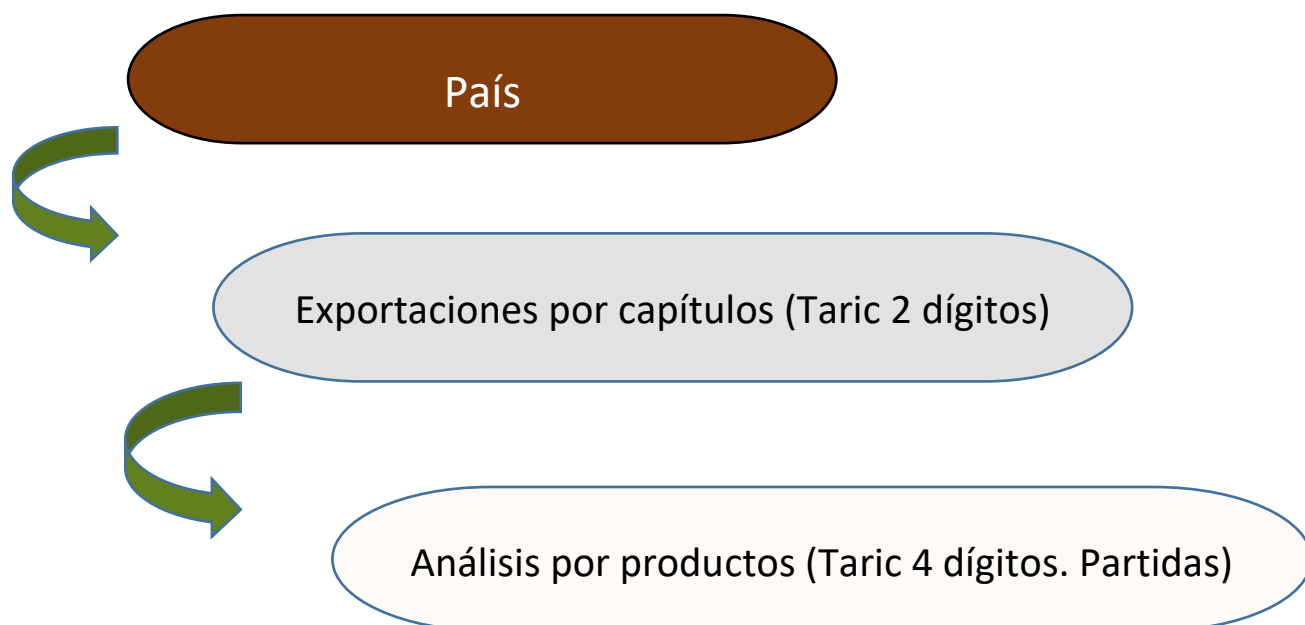 País
Exportaciones por capítulos (Taric 2 dígitos)
Análisis por productos (Taric 4 dígitos. Partidas)